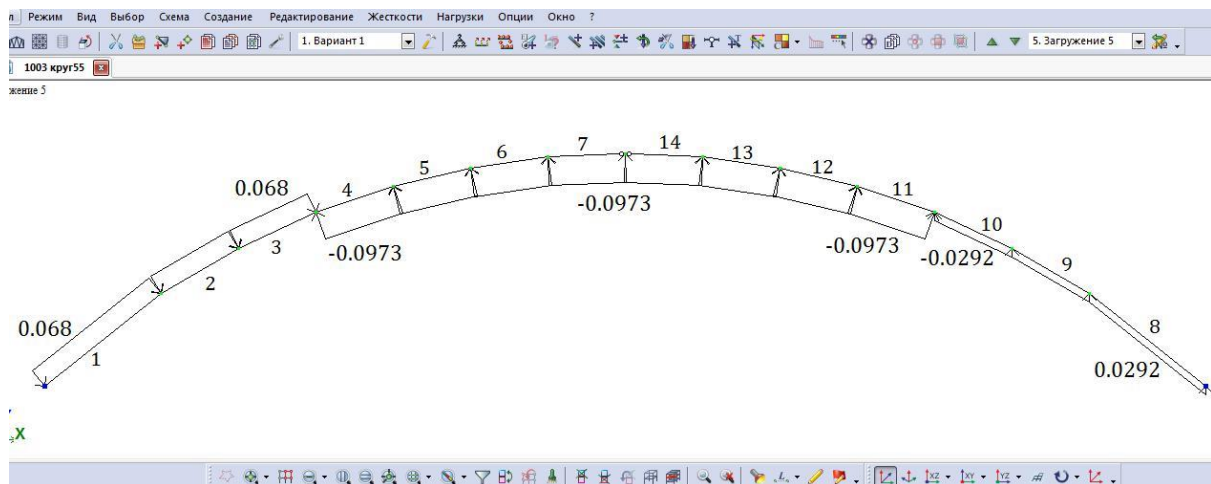 Режим Вид Выбор Схема Создание Редактирование Жесткости Нагрузки Опции Окно ?
1. Вариант 1 5. Загружение 5
1003 круг55
жение 5
7 14
6 13
5 12
0.068 4 11
-0.0973
3 10
-0.0973 -0.0973 -0.0292
2 9
0.068 8
1 0.0292
X